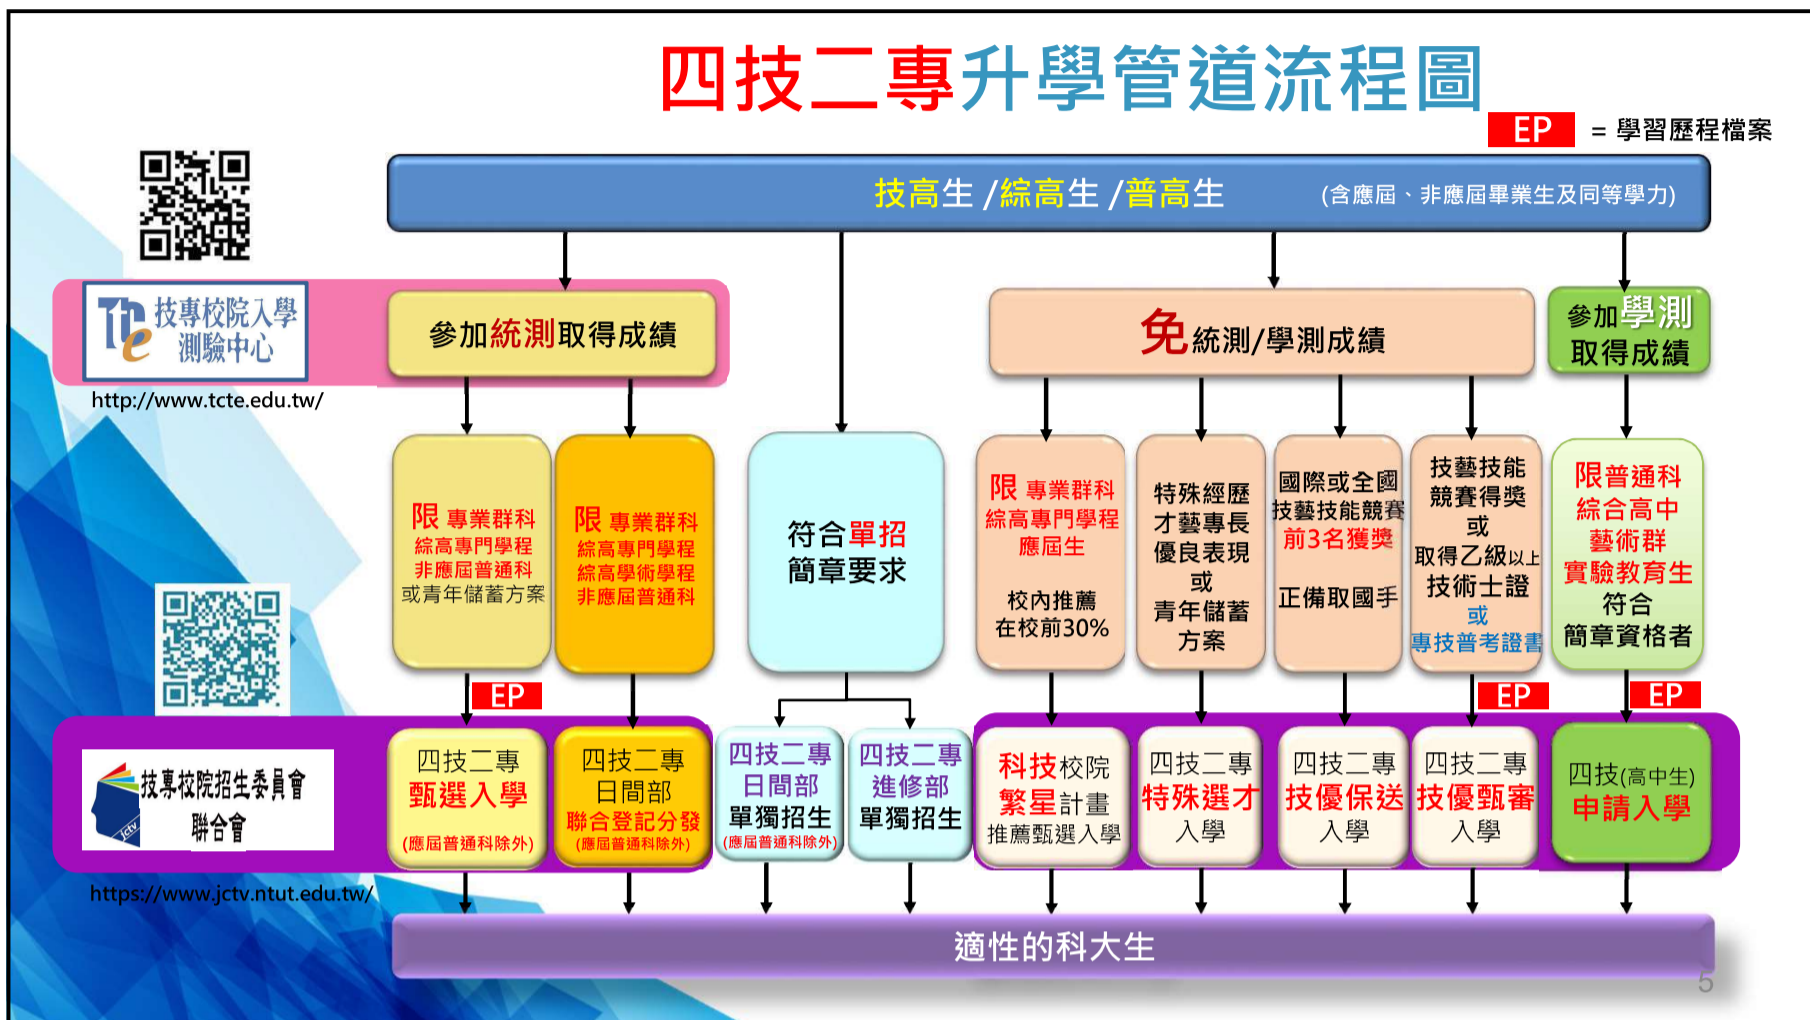 四技二專升學管道流程圖
EP = 學習歷程檔案
技高生 /綜高生 /普高生 (含應屆、非應屆畢業生及同等學力)
Tcte 技專校院入學
測驗中心
http://www.tcte.edu.tw/
參加統測取得成績
免統測/學測成績
參加學測
取得成績
限 專業群科
綜高專門學程
非應屆普通科
或青年儲蓄方案
限 專業群科
綜高專門學程
綜高學術學程
非應屆普通科
符合單招
簡章要求
限 專業群科
綜高專門學程
應屆生
校內推薦
在校前30%
特殊經歷
才藝專長
優良表現
或
青年儲蓄
方案
國際或全國
技藝技能競賽
前3名獲獎
正備取國手
技藝技能
競賽得獎
或
取得乙級以上
技術士證
或
專技普考證書
限普通科
綜合高中
藝術群
實驗教育生
符合
簡章資格者
EP
EP
EP
jctv
技專校院招生委員會
聯合會
https://www.jctv.ntut.edu.tw/
四技二專
甄選入學
(應屆普通科除外)
四技二專
日間部
聯合登記分發
(應屆普通科除外)
四技二專
日間部
單獨招生
(應屆普通科除外)
四技二專
進修部
單獨招生
科技校院
繁星計畫
推薦甄選入學
四技二專
特殊選才
入學
四技二專
技優保送
入學
四技二專
技優甄審
入學
四技(高中生)
申請入學
適性的科大生
5